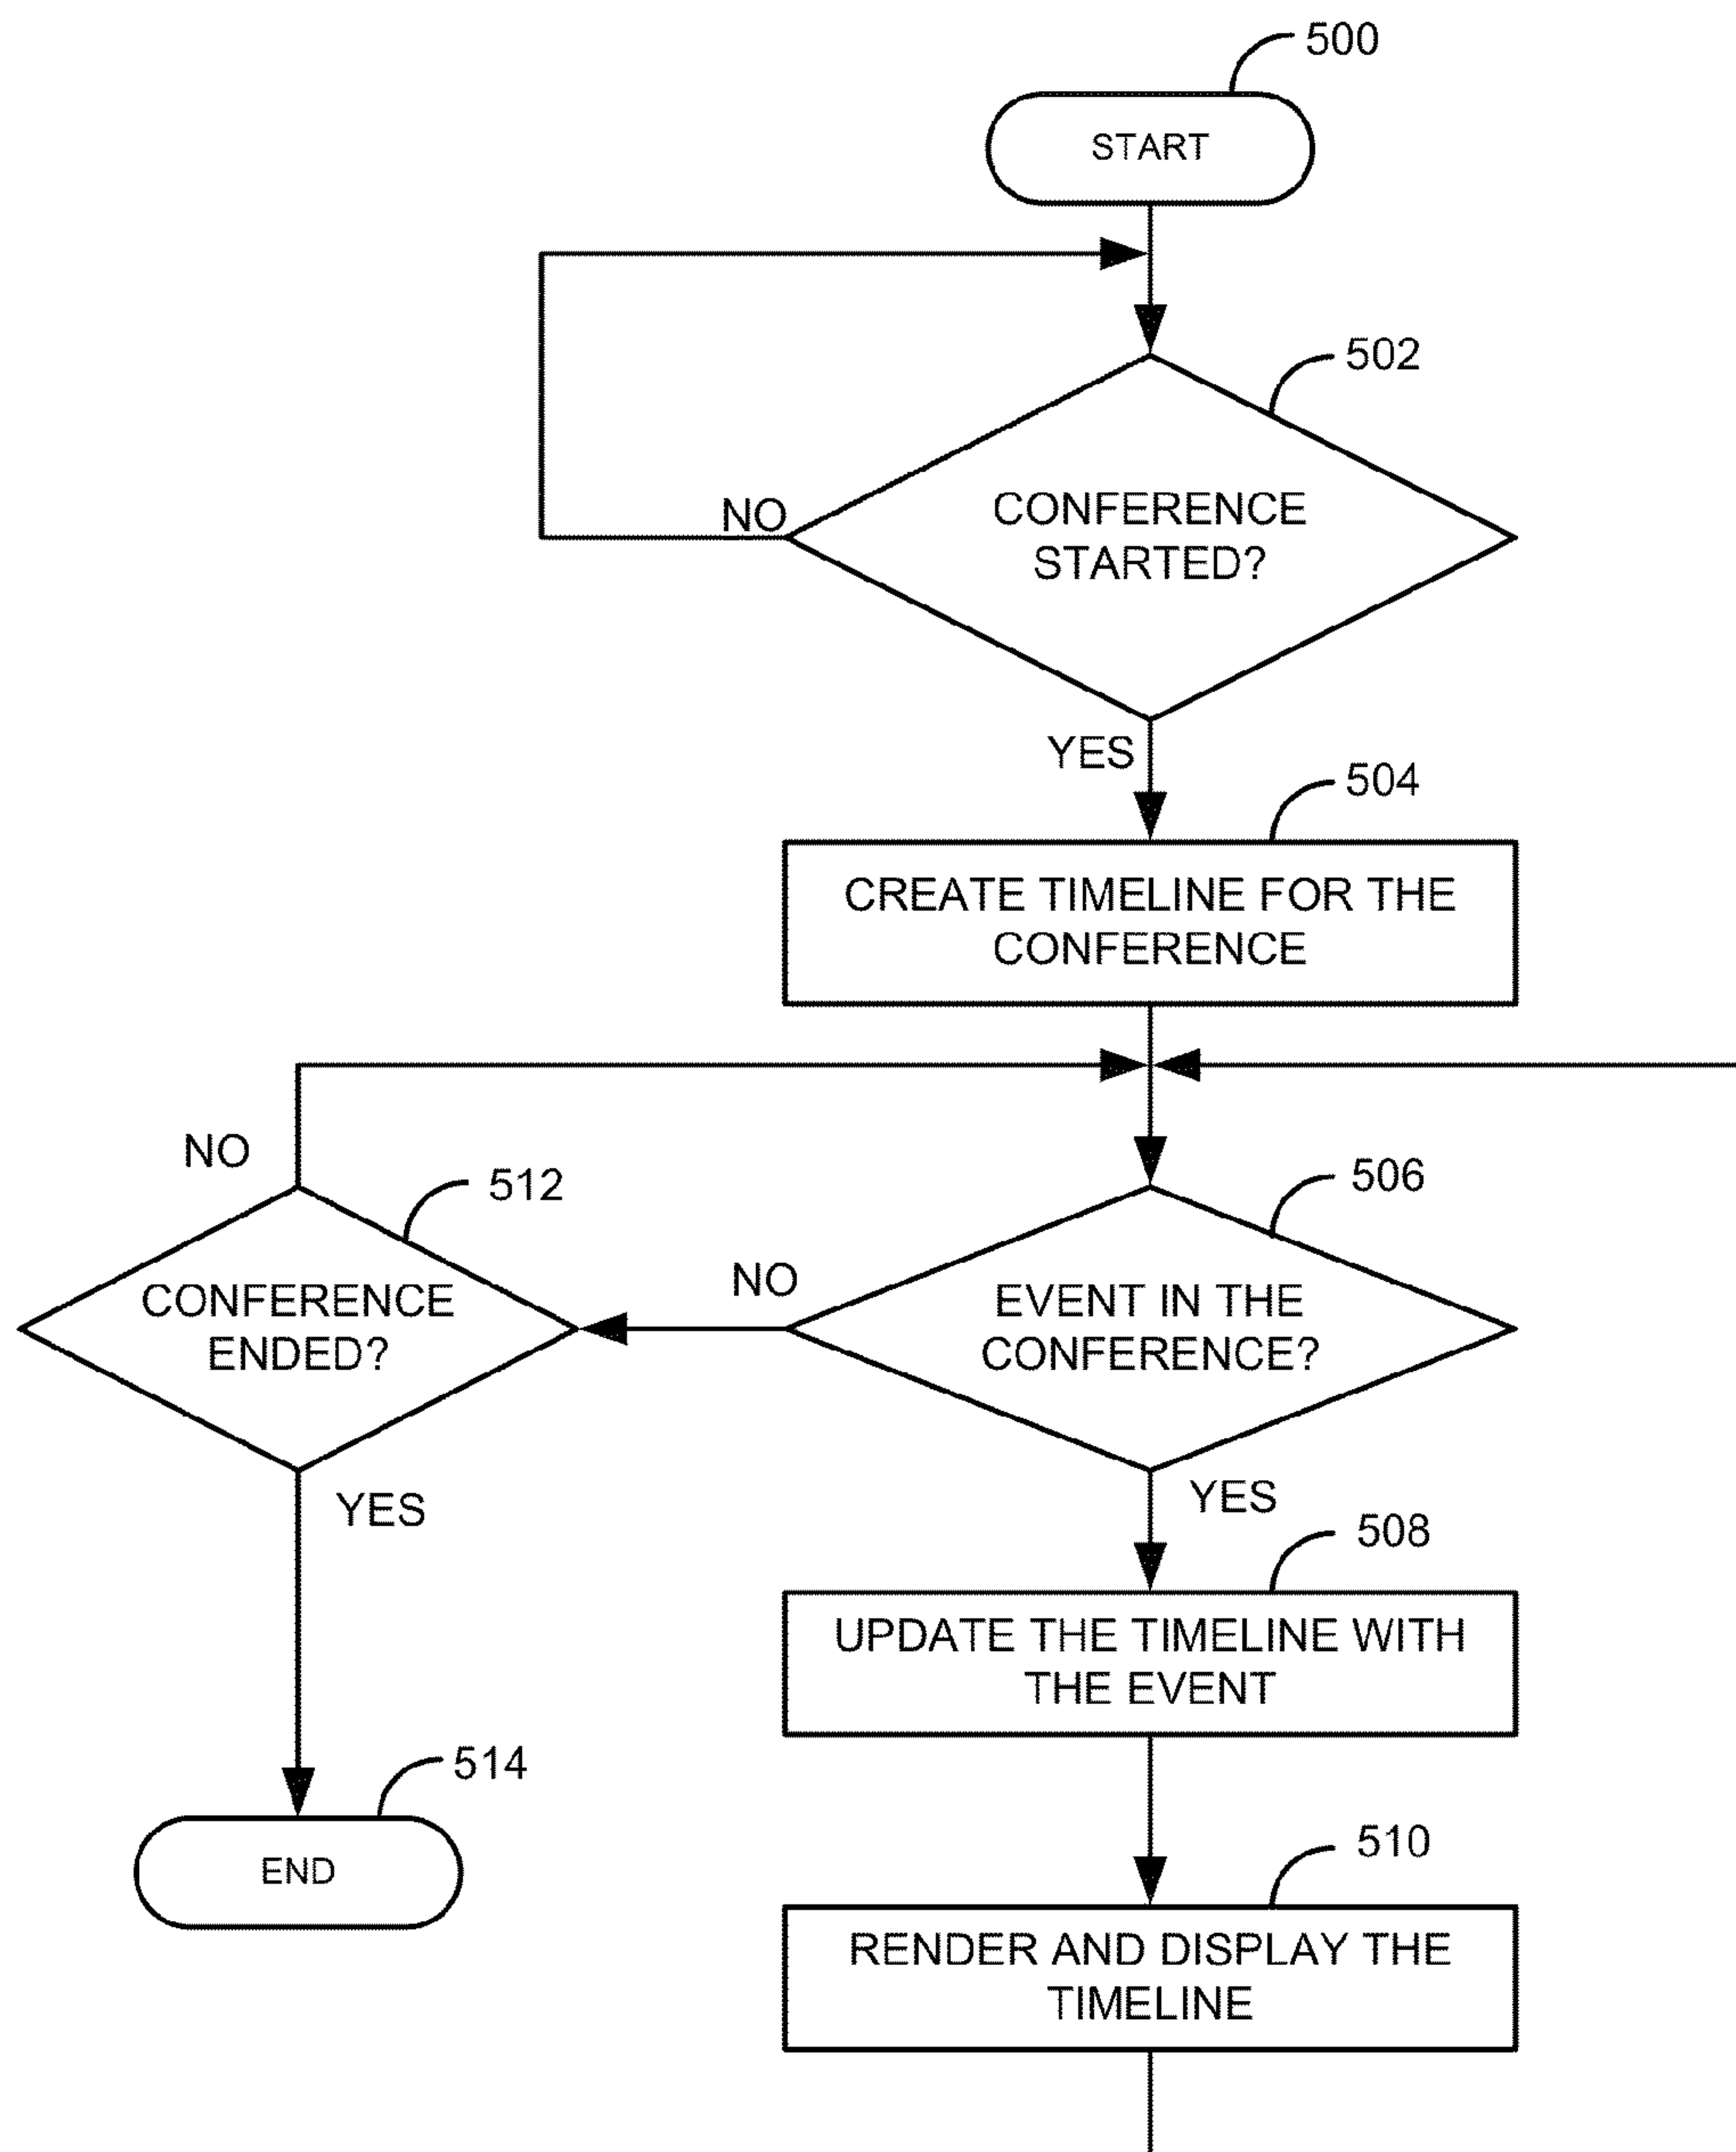 500
START
502
NO
CONFERENCE
STARTED?
YES
504
CREATE TIMELINE FOR THE
CONFERENCE
NO
512
506
CONFERENCE
ENDED?
NO
EVENT IN THE
CONFERENCE?
YES
YES
508
UPDATE THE TIMELINE WITH
THE EVENT
514
END
510
RENDER AND DISPLAY THE
TIMELINE